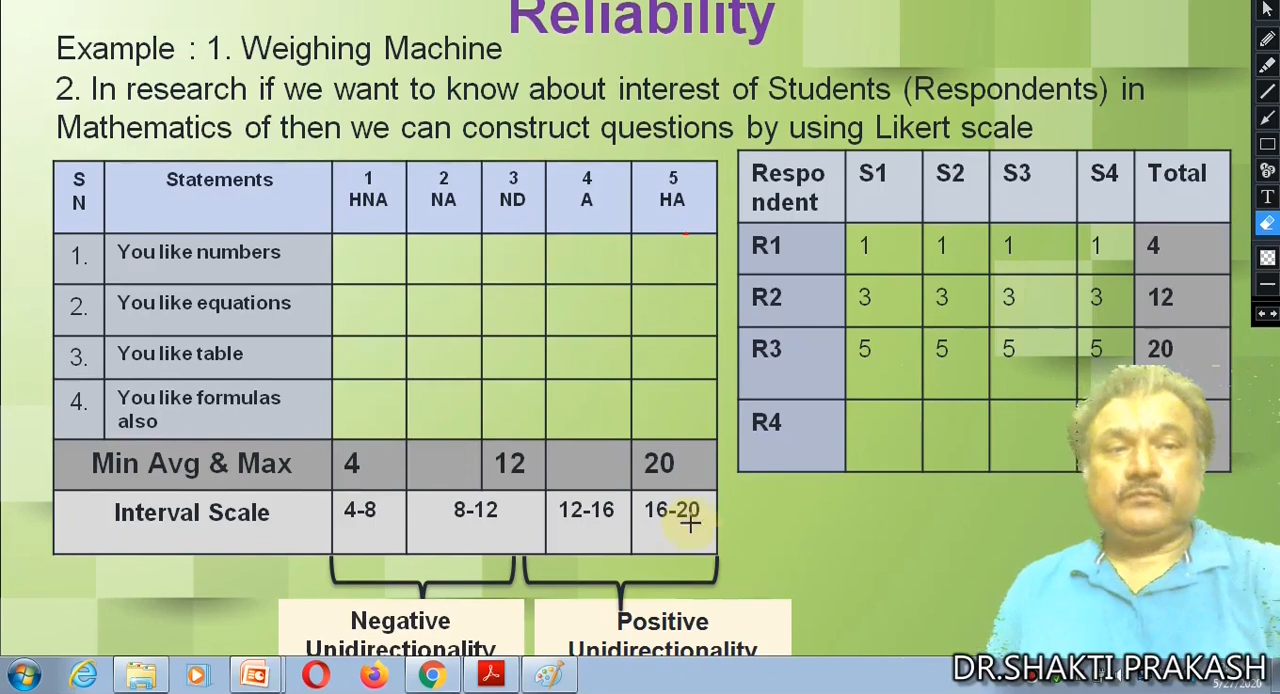 Reliability
Example : 1. Weighing Machine
2. In research if we want to know about interest of Students (Respondents) in
Mathematics of then we can construct questions by using Likert scale
S N Statements 1 HNA 2 NA 3 ND 4 A 5 HA
1. You like numbers
2. You like equations
3. You like table
4. You like formulas also
Min Avg & Max 4 12 20
Interval Scale 4-8 8-12 12-16 16-20
Negative
Unidirectionality
Positive
Unidirectionality
Respo ndent S1 S2 S3 S4 Total
R1 1 1 1 1 4
R2 3 3 3 3 12
R3 5 5 5 5 20
R4
DR.SHAKTI PRAKASH
5/27/2020